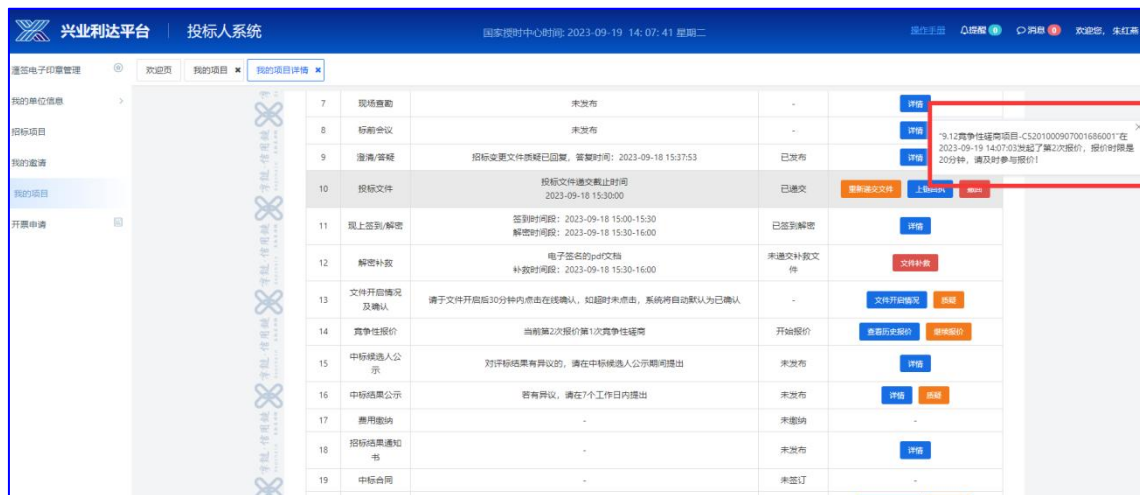 兴业利达平台 投标人系统 国家授时中心时间: 2023-09-19 14: 07: 41 星期二 操作手册 提醒 0 消息 0 欢迎您，朱红燕
潼签电子印章管理 欢迎页 我的项目 × 我的项目详情 ×
我的单位信息
招标项目
我的邀请
我的项目
开票申请
7 现场查勘 未发布 - 详情
8 标前会议 未发布 - 详情
9 澄清/答疑 招标变更文件质疑已回复，答复时间：2023-09-18 15:37:53 已发布 详情
"9.12竞争性磋商项目-C5201000907001686001"在
2023-09-19 14:07:03发起了第2次报价，报价时限是
20分钟，请及时参与报价！
10 投标文件 投标文件递交截止时间
2023-09-18 15:30:00
已递交 重新递交文件 撤回
11 现上签到/解密 签到时间段：2023-09-18 15:00-15:30
解密时间段：2023-09-18 15:30-16:00
已签到解密 详情
12 解密补救 电子签名的pdf文档
补救时间段：2023-09-18 15:30-16:00
未递交补救文
件
文件补救
13 文件开启情况
及确认
请于文件开启后30分钟内点击在线确认，如超时未点击，系统将自动默认为已确认 - 文件开启情况 质疑
14 竞争性报价 当前第2次报价第1次竞争性磋商 开始报价 查看历史报价 继续报价
15 中标候选人公
示
对评标结果有异议的，请在中标候选人公示期间提出 未发布 详情
16 中标结果公示 若有异议，请在7个工作日内提出 未发布 详情 质疑
17 费用缴纳 - 未缴纳 -
18 招标结果通知
书
- 未发布 详情
19 中标合同 - 未签订 -